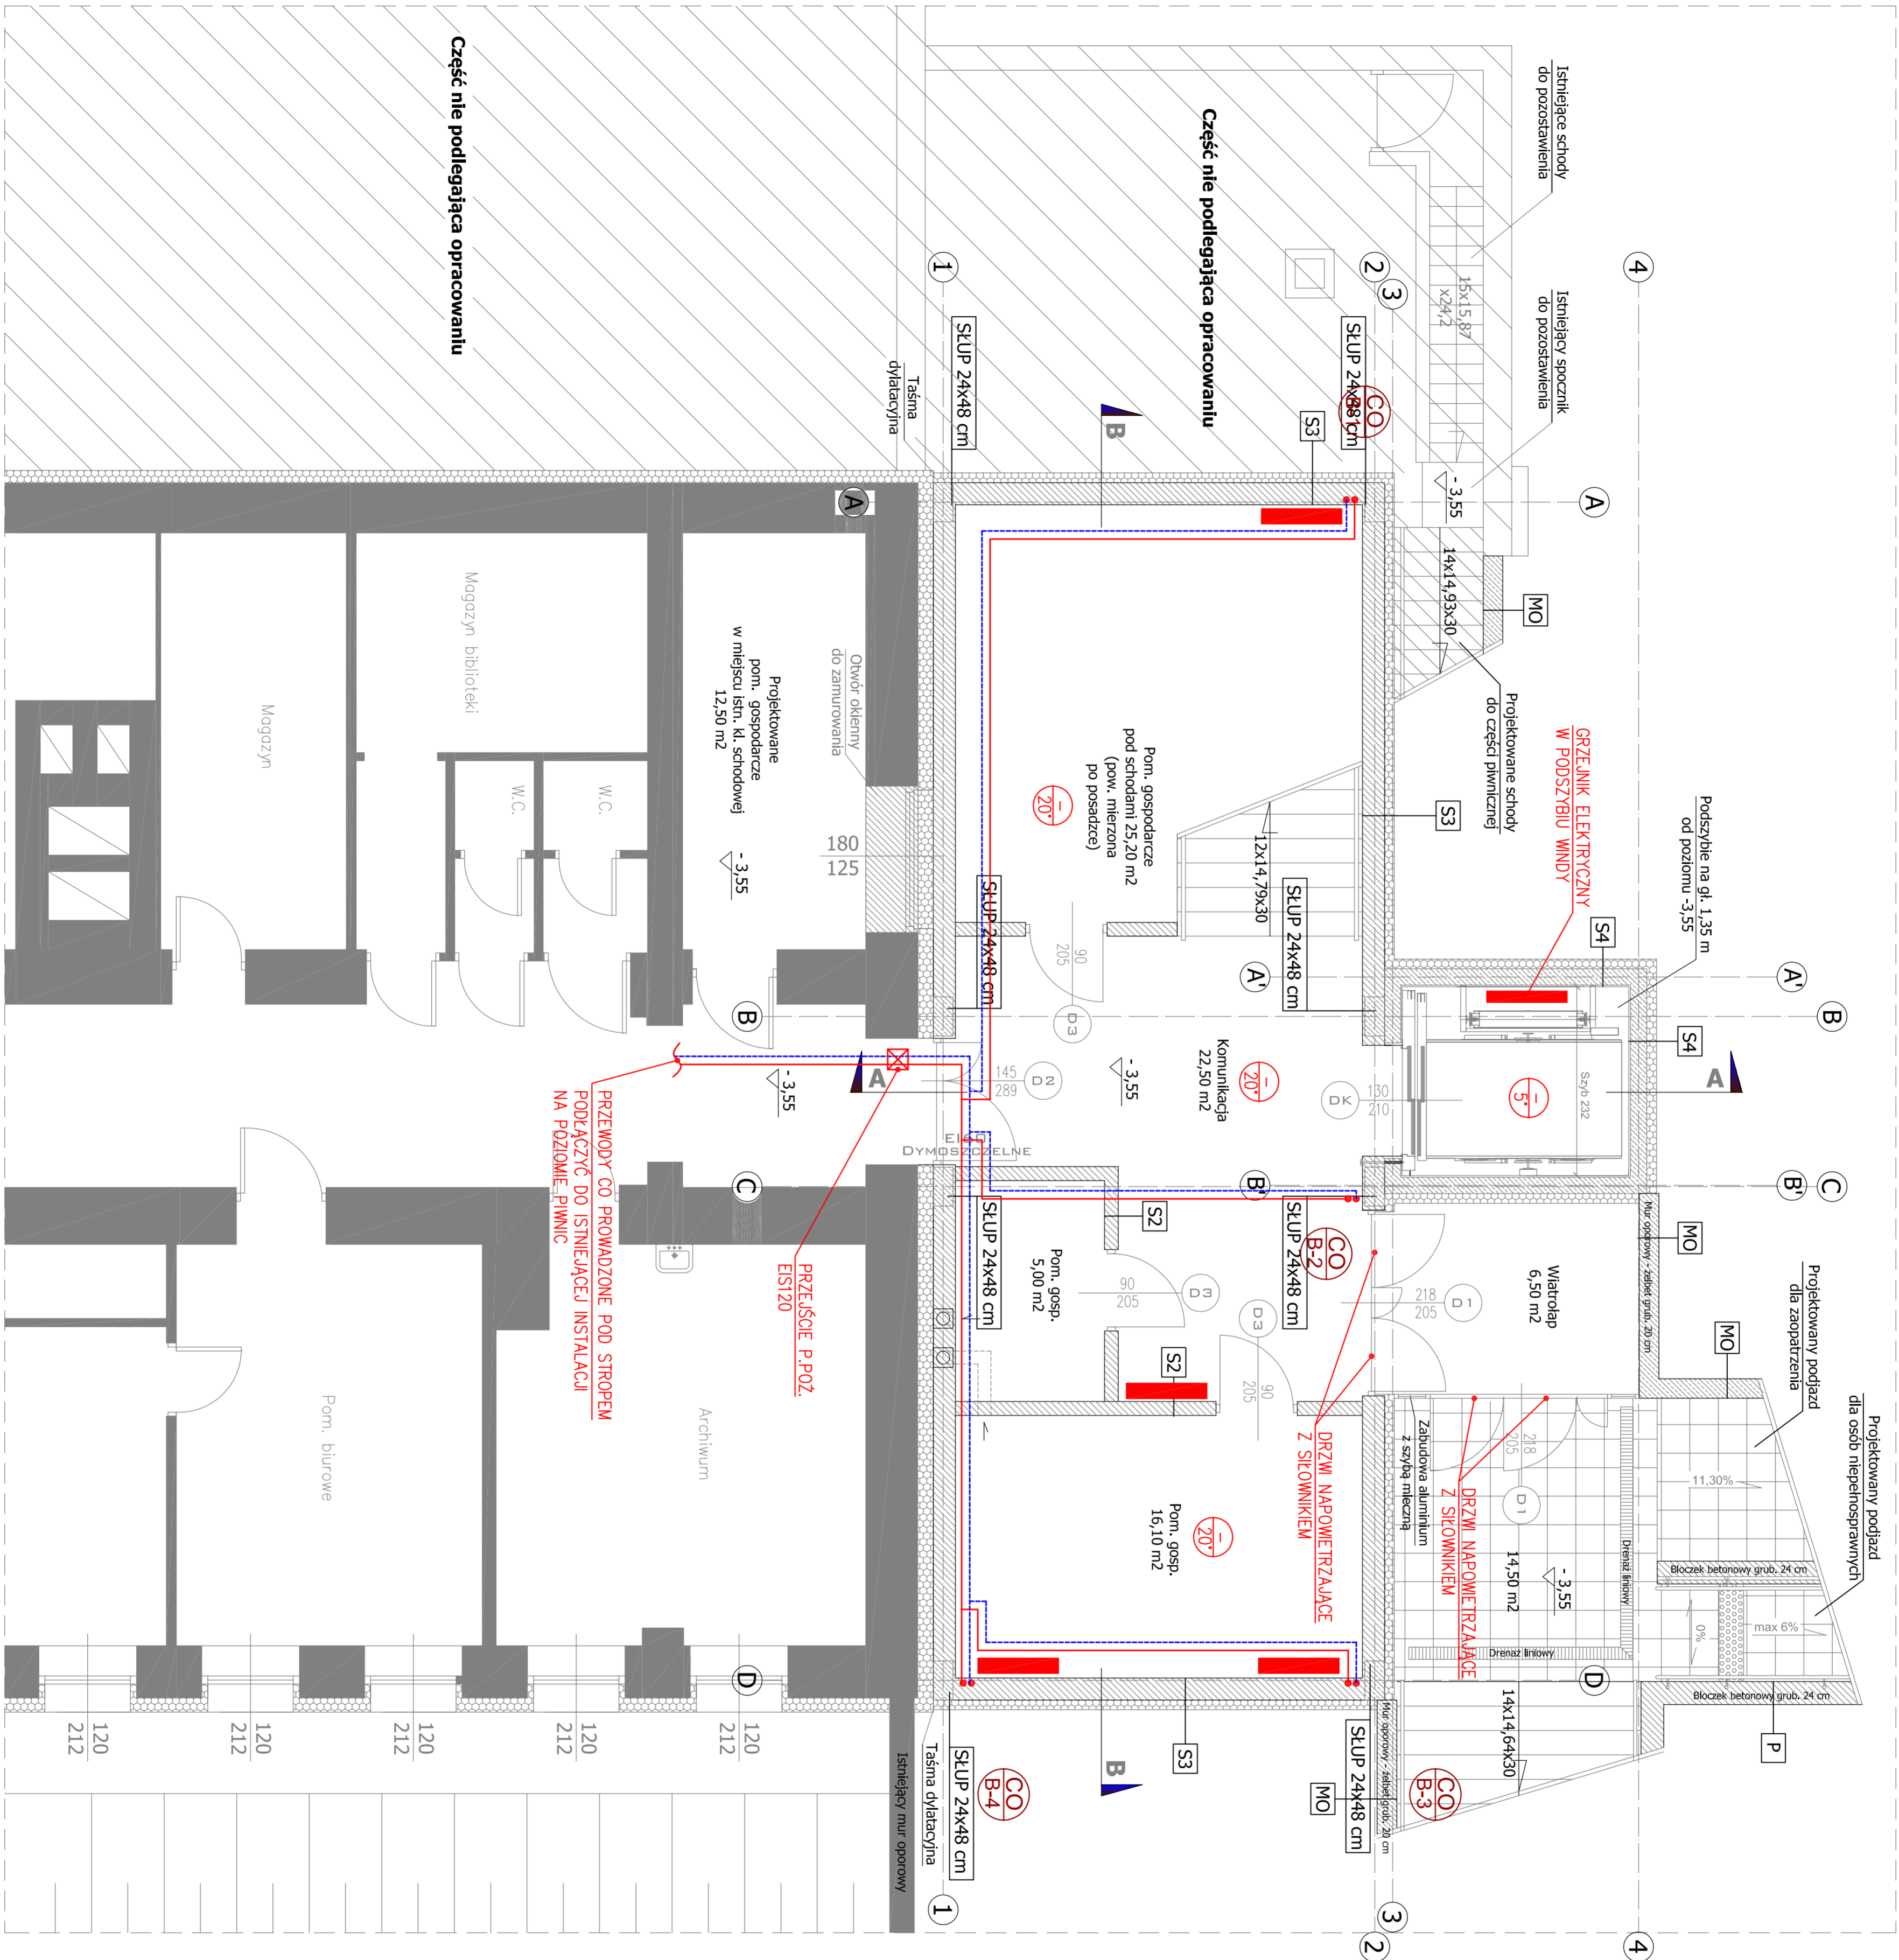 Istniejące schody
do pozostawienia
Istniejący spocznik
do pozostawienia
4
15x15,87
x24,2
2
3
1
Część nie podlegająca opracowaniu
Część nie podlegająca opracowaniu
SŁUP 24x48 cm
SŁUP 24x48 cm
CO
B-1
S3
B
Taśma
dylatacyjna
- 3,55
A
A
14x14,93x30
MO
Projektowane schody
do części piwnicznej
GRZEJNIK ELEKTRYCZNY
W PODSZYBIU WINDY
Podszybie na gł. 1,35 m
od poziomu -3,55
S3
S4
S4
A'
B
A
Szyb 232
-
5°
Pom. gospodarcze
pod schodami 25,20 m2
(pow. mierzona
po posadzce)
-
20°
12x14,79x30
SŁUP 24x48 cm
SŁUP 24x48 cm
90
205
D3
A'
Komunikacja
22,50 m2
-
20°
- 3,55
DK
130
210
145
289
D2
EI60
DYMOSZCZELNE
B'
B'
C
Otwór okienny
do zamurowania
Projektowane
pom. gospodarcze
w miejscu istn. kl. schodowej
12,50 m2
180
125
- 3,55
Magazyn biblioteki
Magazyn
W.C.
W.C.
B
A
- 3,55
PRZEWODY CO PROWADZONE POD STROPEM
PODŁĄCZYĆ DO ISTNIEJĄCEJ INSTALACJI
NA POZIOMIE PIWNIC
PRZEJŚCIE P.POŻ.
EIS120
C
SŁUP 24x48 cm
SŁUP 24x48 cm
S2
CO
B-2
Pom. gosp.
5,00 m2
90
205
D3
D3
90
205
S2
Wiatrołap
6,50 m2
218
205
D1
MO
Mur oporowy - żelbet grub. 20 cm
MO
Projektowany podjazd
dla zaopatrzenia
Projektowany podjazd
dla osób niepełnosprawnych
DRZWI NAPOWIETRZAJĄCE
Z SIŁOWNIKIEM
Zabudowa aluminium
z szybą mleczną
218
205
D1
DRZWI NAPOWIETRZAJĄCE
Z SIŁOWNIKIEM
14,50 m2
- 3,55
Drenaż liniowy
Drenaż liniowy
11,30%
Bloczek betonowy grub. 24 cm
0%
max 6%
Bloczek betonowy grub. 24 cm
D
P
14x14,64x30
Mur oporowy - żelbet grub. 20 cm
Pom. gosp.
16,10 m2
-
20°
Archiwum
Pom. biurowe
D
120
212
120
212
120
212
120
212
120
212
Istniejący mur oporowy
Taśma dylatacyjna
SŁUP 24x48 cm
CO
B-4
B
S3
SŁUP 24x48 cm
MO
CO
B-3
1
3
2
4